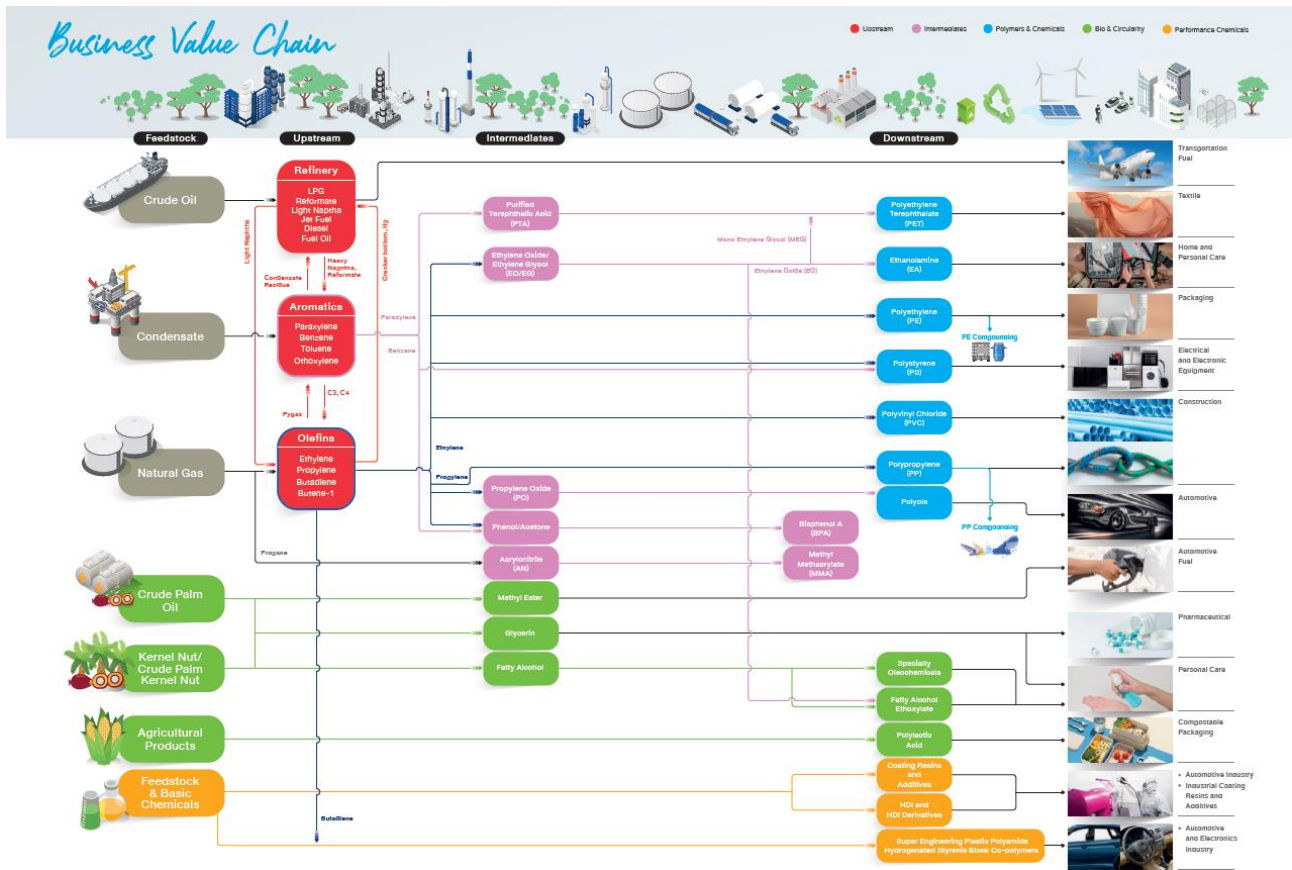 Business Value Chain
Upstream
Intermediates
Polymers & Chemicals
Bio & Circularity
Performance Chemicals
Feedstock
Upstream
Intermediates
Downstream
Crude Oil
Condensate
Natural Gas
Crude Palm
Oil
Kernel Nut/
Crude Palm
Kernel Nut
Agricultural
Products
Feedstock
& Basic
Chemicals
Refinery
LPG
Reformate
Light Naptha
Jet Fuel
Diesel
Fuel Oil
Light Naphtha
Cracker bottom, H2
Condensate
Residue
Heavy
Naphtha,
Reformate
Aromatics
Paraxylene
Benzene
Toluene
Orthoxylene
Pygas
C3, C4
Olefins
Ethylene
Propylene
Butadiene
Butene-1
Propane
Butadiene
Paraxylene
Benzene
Ethylene
Propylene
Purified
Terephthalic Acid
(PTA)
Ethylene Oxide/
Ethylene Glycol
(EO/EG)
Mono Ethylene Glycol (MEG)
Ethylene Oxide (EO)
Propylene Oxide
(PO)
Phenol/Acetone
Acrylonitrile
(AN)
Bisphenol A
(BPA)
Methyl
Methacrylate
(MMA)
Methyl Ester
Glycerin
Fatty Alcohol
Polyethylene
Terephthalate
(PET)
Ethanolamine
(EA)
Polyethylene
(PE)
PE Compounding
Polystyrene
(PS)
Polyvinyl Chloride
(PVC)
Polypropylene
(PP)
Polyols
PP Compounding
Specialty
Oleochemicals
Fatty Alcohol
Ethoxylate
Polylactic
Acid
Coating Resins
and
Additives
HDI and
HDI Derivatives
Super Engineering Plastic Polyamide
Hydrogenated Styrenic Block Co-polymers
Transportation
Fuel
Textile
Home and
Personal Care
Packaging
Electrical
and Electronic
Equipment
Construction
Automotive
Automotive
Fuel
Pharmaceutical
Personal Care
Compostable
Packaging
• Automotive Industry
• Industrial Coating
Resins and
Additives
• Automotive
and Electronics
Industry